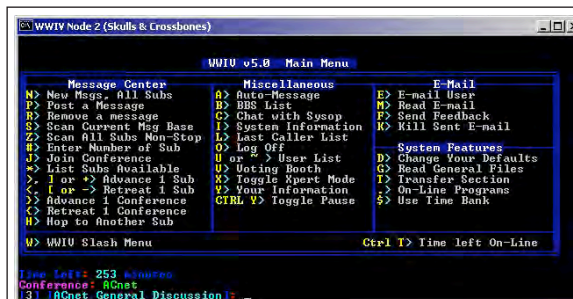 WWIV Node 2 (Skulls & Crossbones)
WWIV v5.0 Main Menu
Message Center
N> New Msgs, All Subs
P> Post a Message
R> Remove a message
S> Scan Current Msg Base
Z> Scan All Subs Non-Stop
#> Enter Number of Sub
J> Join Conference
*> List Subs Available
>, ] or +> Advance 1 Sub
<, [ or -> Retreat 1 Sub
}> Advance 1 Conference
{> Retreat 1 Conference
H> Hop to Another Sub
Miscellaneous
A> Auto-Message
B> BBS List
C> Chat with Sysop
I> System Information
L> Last Caller List
O> Log Off
U or ~ > User List
V> Voting Booth
X> Toggle Xpert Mode
Y> Your Information
CTRL Y> Toggle Pause
E-Mail
E> E-mail User
M> Read E-mail
F> Send Feedback
K> Kill Sent E-mail
System Features
D> Change Your Defaults
G> Read General Files
T> Transfer Section
.> On-Line Programs
$> Use Time Bank
W> WWIV Slash Menu
Ctrl T> Time left On-Line
Time Left: 253 minutes
Conference: ACnet
[3] [ACnet General Discussion]: _